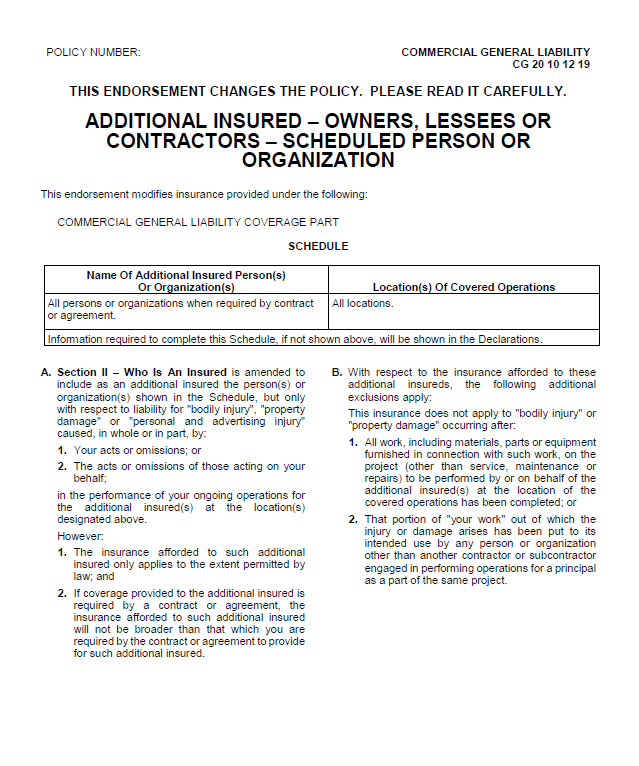 POLICY NUMBER:
COMMERCIAL GENERAL LIABILITY
CG 20 10 12 19
THIS ENDORSEMENT CHANGES THE POLICY. PLEASE READ IT CAREFULLY.
ADDITIONAL INSURED – OWNERS, LESSEES OR
CONTRACTORS – SCHEDULED PERSON OR
ORGANIZATION
This endorsement modifies insurance provided under the following:
COMMERCIAL GENERAL LIABILITY COVERAGE PART
SCHEDULE
Name Of Additional Insured Person(s)
Or Organization(s)
Location(s) Of Covered Operations
All persons or organizations when required by contract
or agreement.
All locations.
Information required to complete this Schedule, if not shown above, will be shown in the Declarations.
A. Section II – Who Is An Insured is amended to
include as an additional insured the person(s) or
organization(s) shown in the Schedule, but only
with respect to liability for "bodily injury", "property
damage" or "personal and advertising injury"
caused, in whole or in part, by:
1. Your acts or omissions; or
2. The acts or omissions of those acting on your
behalf;
in the performance of your ongoing operations for
the additional insured(s) at the location(s)
designated above.
However:
1. The insurance afforded to such additional
insured only applies to the extent permitted by
law; and
2. If coverage provided to the additional insured is
required by a contract or agreement, the
insurance afforded to such additional insured
will not be broader than that which you are
required by the contract or agreement to provide
for such additional insured.
B. With respect to the insurance afforded to these
additional insureds, the following additional
exclusions apply:
This insurance does not apply to "bodily injury" or
"property damage" occurring after:
1. All work, including materials, parts or equipment
furnished in connection with such work, on the
project (other than service, maintenance or
repairs) to be performed by or on behalf of the
additional insured(s) at the location of the
covered operations has been completed; or
2. That portion of "your work" out of which the
injury or damage arises has been put to its
intended use by any person or organization
other than another contractor or subcontractor
engaged in performing operations for a principal
as a part of the same project.